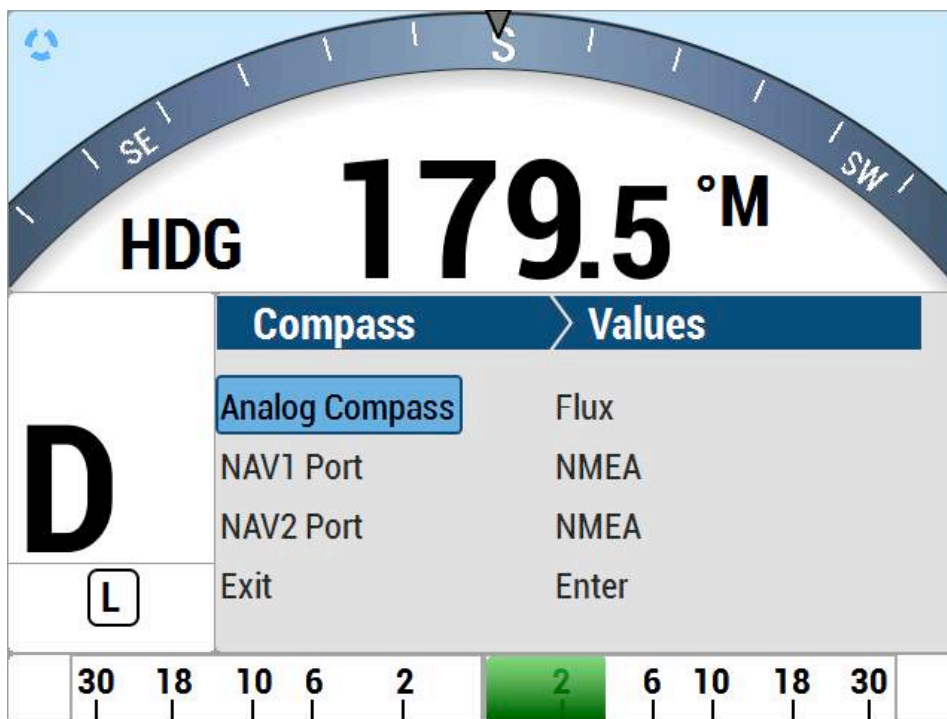 S
SE
SW
HDG 179.5 °M
Compass Values
Analog Compass Flux
NAV1 Port NMEA
NAV2 Port NMEA
Exit Enter
D
L
30 18 10 6 2 2 6 10 18 30